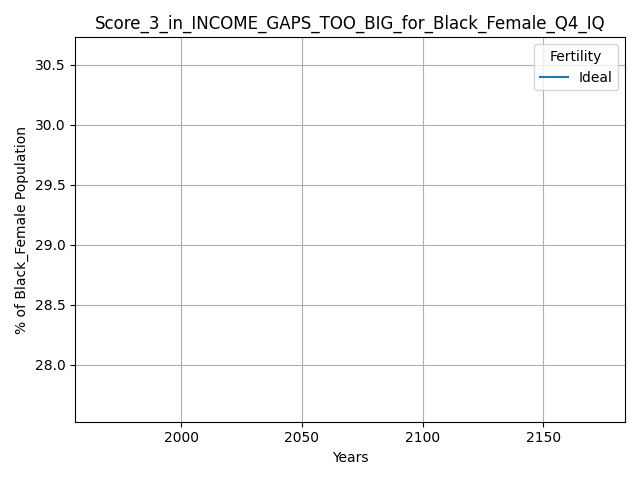 Score_3_in_INCOME_GAPS_TOO_BIG_for_Black_Female_Q4_IQ
Fertility
Ideal
30.5
30.0
29.5
29.0
28.5
28.0
% of Black_Female Population
2000 2050 2100 2150
Years